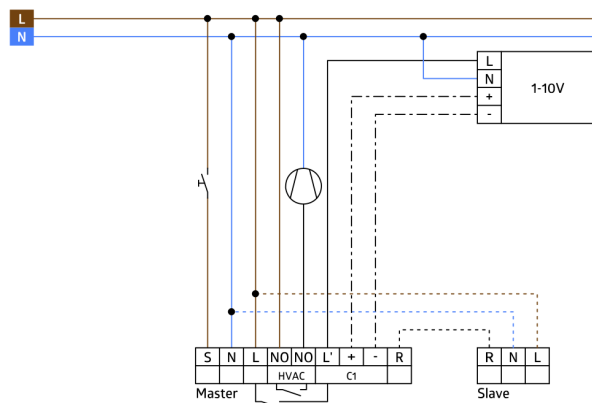 L
N
L
N
+
-
1-10V
S N L NO NO L' + - R
HVAC C1
Master
R N L
Slave